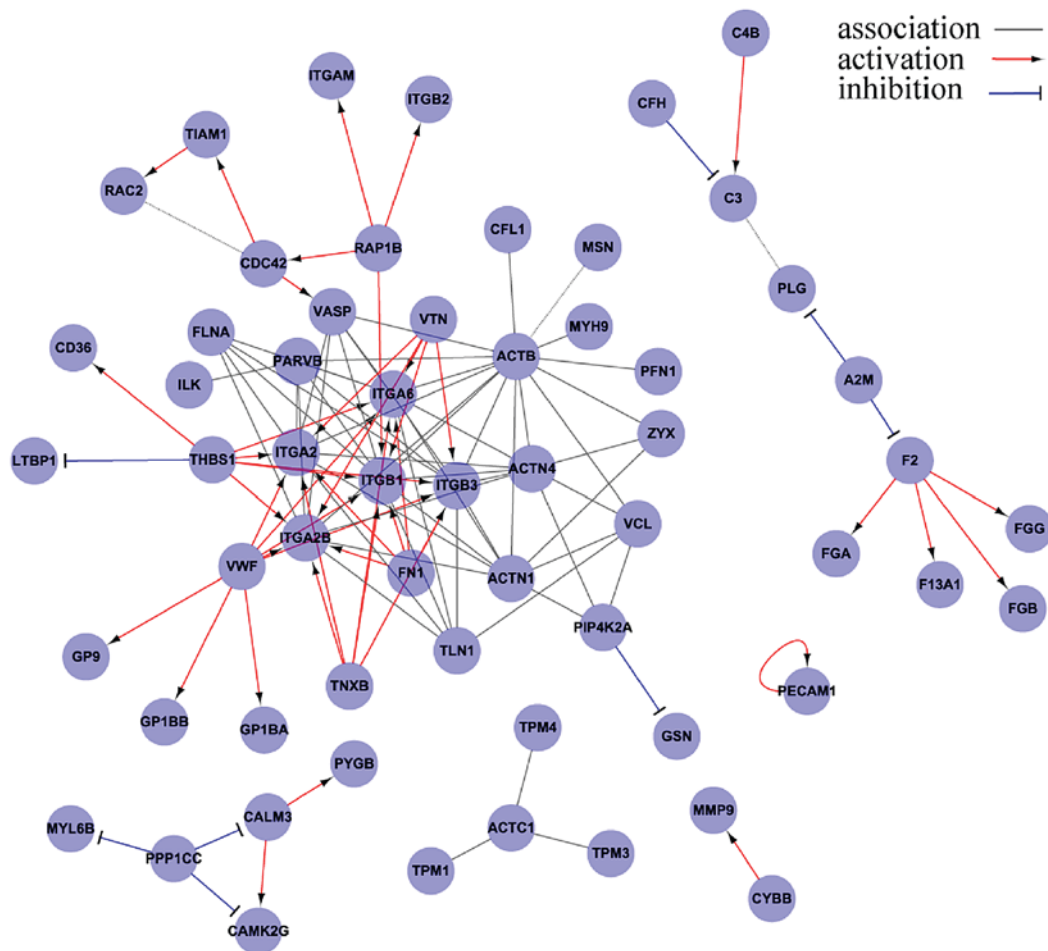 association
activation
inhibition
C4B
ITGAM
ITGB2
CFH
TIAM1
RAC2
C3
CFL1
MSN
RAP1B
CDC42
PLG
VASP
VTN
FLNA
MYH9
CD36
PARVB
ACTB
PFN1
ILK
ITGA6
A2M
ZYX
ITGA2
LTBP1
THBS1
ACTN4
F2
ITGB1
ITGB3
VCL
ITGA2B
FGA
FGG
VWF
FN1
ACTN1
F13A1
FGB
PIP4K2A
GP9
TLN1
TNXB
PECAM1
GP1BB
GP1BA
TPM4
GSN
PYGB
MYL6B
CALM3
MMP9
ACTC1
PPP1CC
TPM1
TPM3
CYBB
CAMK2G